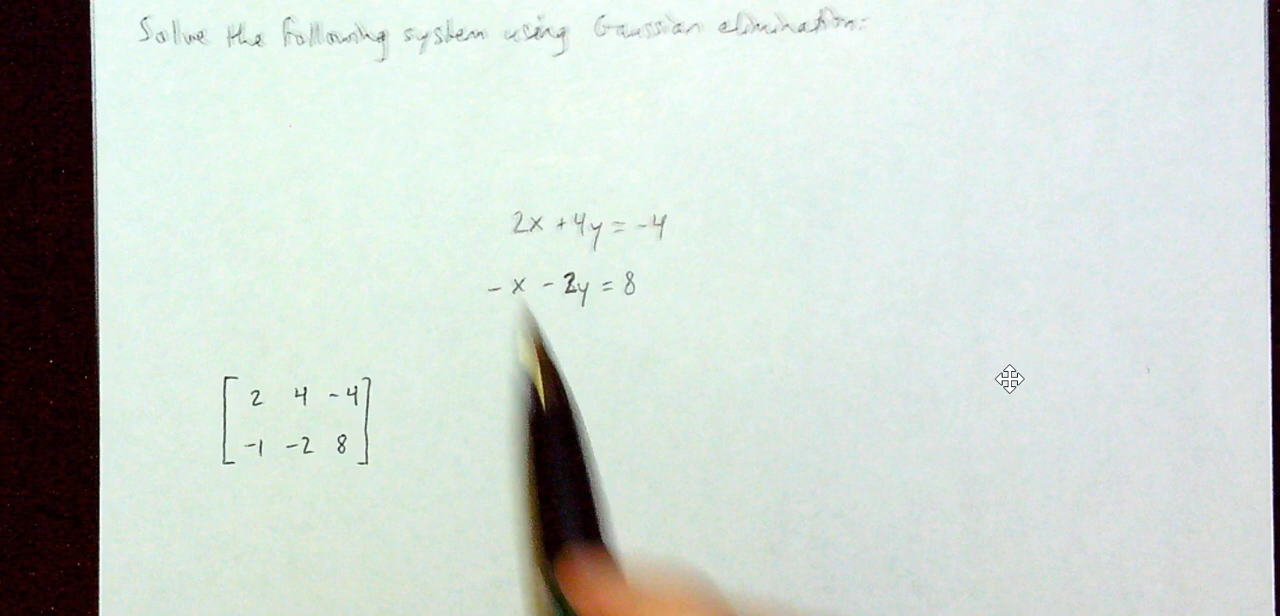 Solve the following system using Gaussian elimination:
2x + 4y = -4
-x - 2y = 8
2 4 -4
-1 -2 8